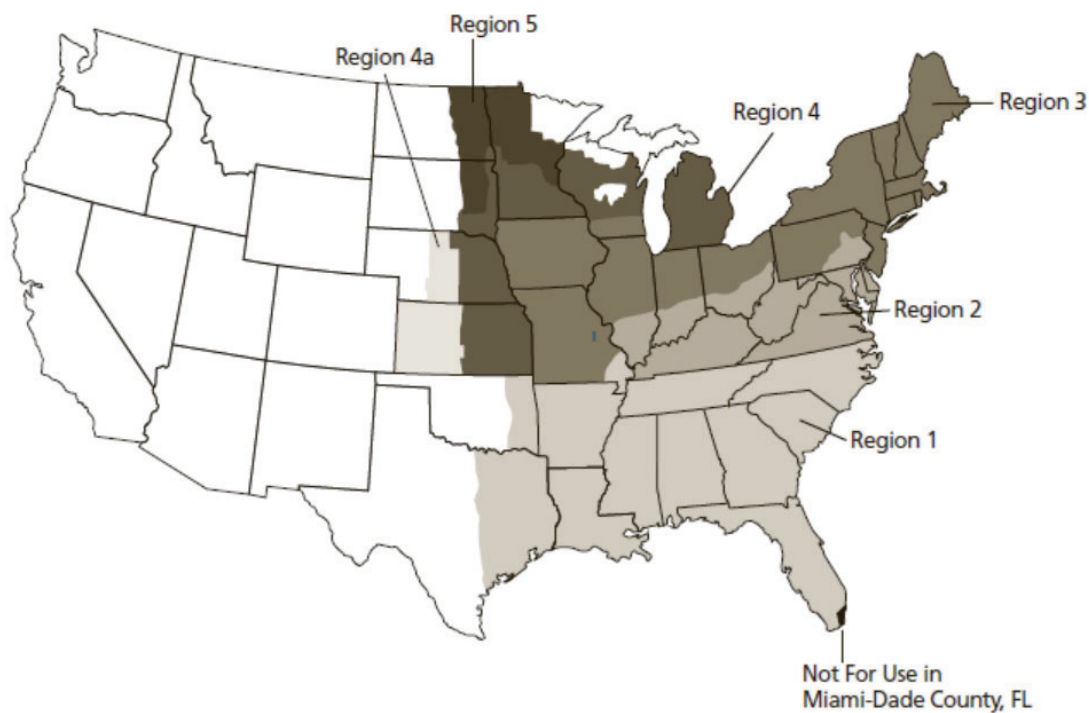 Region 5
Region 4a
Region 4
Region 3
Region 2
Region 1
Not For Use in
Miami-Dade County, FL